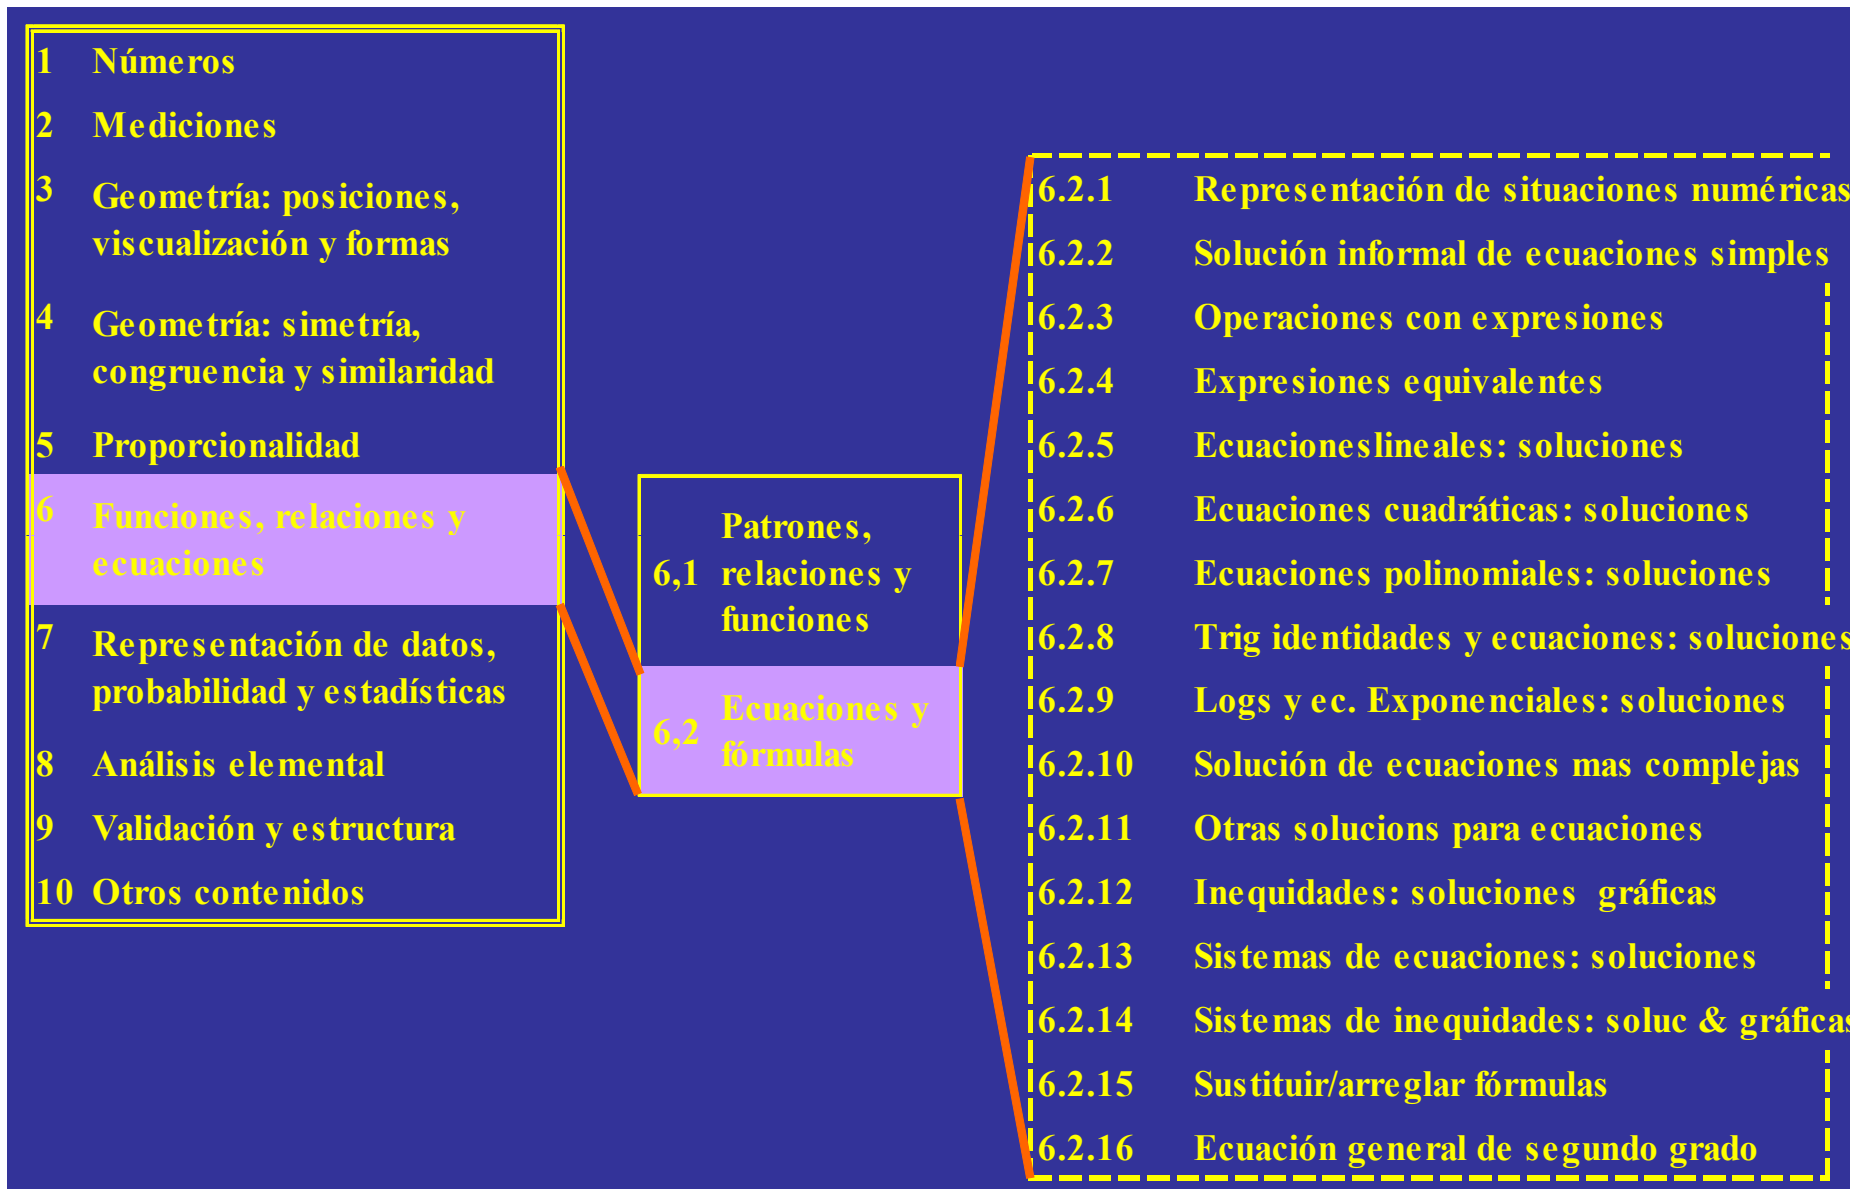 1 Números
2 Mediciones
3 Geometría: posiciones,
viscualización y formas
4 Geometría: simetría,
congruencia y similaridad
5 Proporcionalidad
6 Funciones, relaciones y
ecuaciones
7 Representación de datos,
probabilidad y estadísticas
8 Análisis elemental
9 Validación y estructura
10 Otros contenidos
6,1 Patrones,
relaciones y
funciones
6,2 Ecuaciones y
fórmulas
6.2.1 Representación de situaciones numéricas
6.2.2 Solución informal de ecuaciones simples
6.2.3 Operaciones con expresiones
6.2.4 Expresiones equivalentes
6.2.5 Ecuacioneslineales: soluciones
6.2.6 Ecuaciones cuadráticas: soluciones
6.2.7 Ecuaciones polinomiales: soluciones
6.2.8 Trig identidades y ecuaciones: soluciones
6.2.9 Logs y ec. Exponenciales: soluciones
6.2.10 Solución de ecuaciones mas complejas
6.2.11 Otras solucions para ecuaciones
6.2.12 Inequidades: soluciones gráficas
6.2.13 Sistemas de ecuaciones: soluciones
6.2.14 Sistemas de inequidades: soluc & gráficas
6.2.15 Sustituir/arreglar fórmulas
6.2.16 Ecuación general de segundo grado